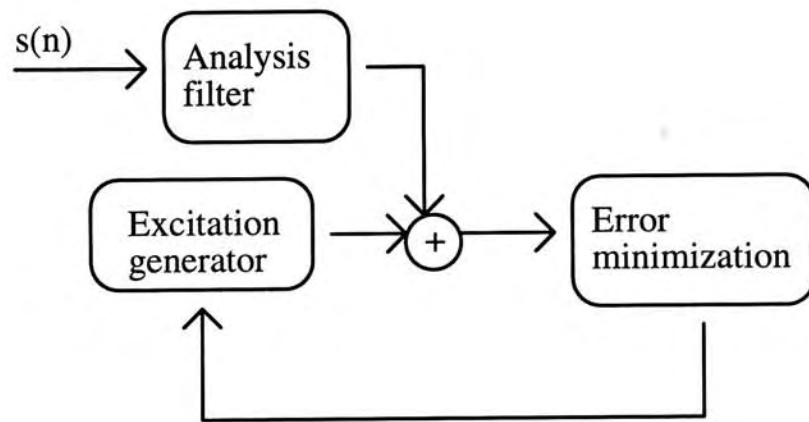 s(n)
Analysis
filter
Excitation
generator
+
Error
minimization